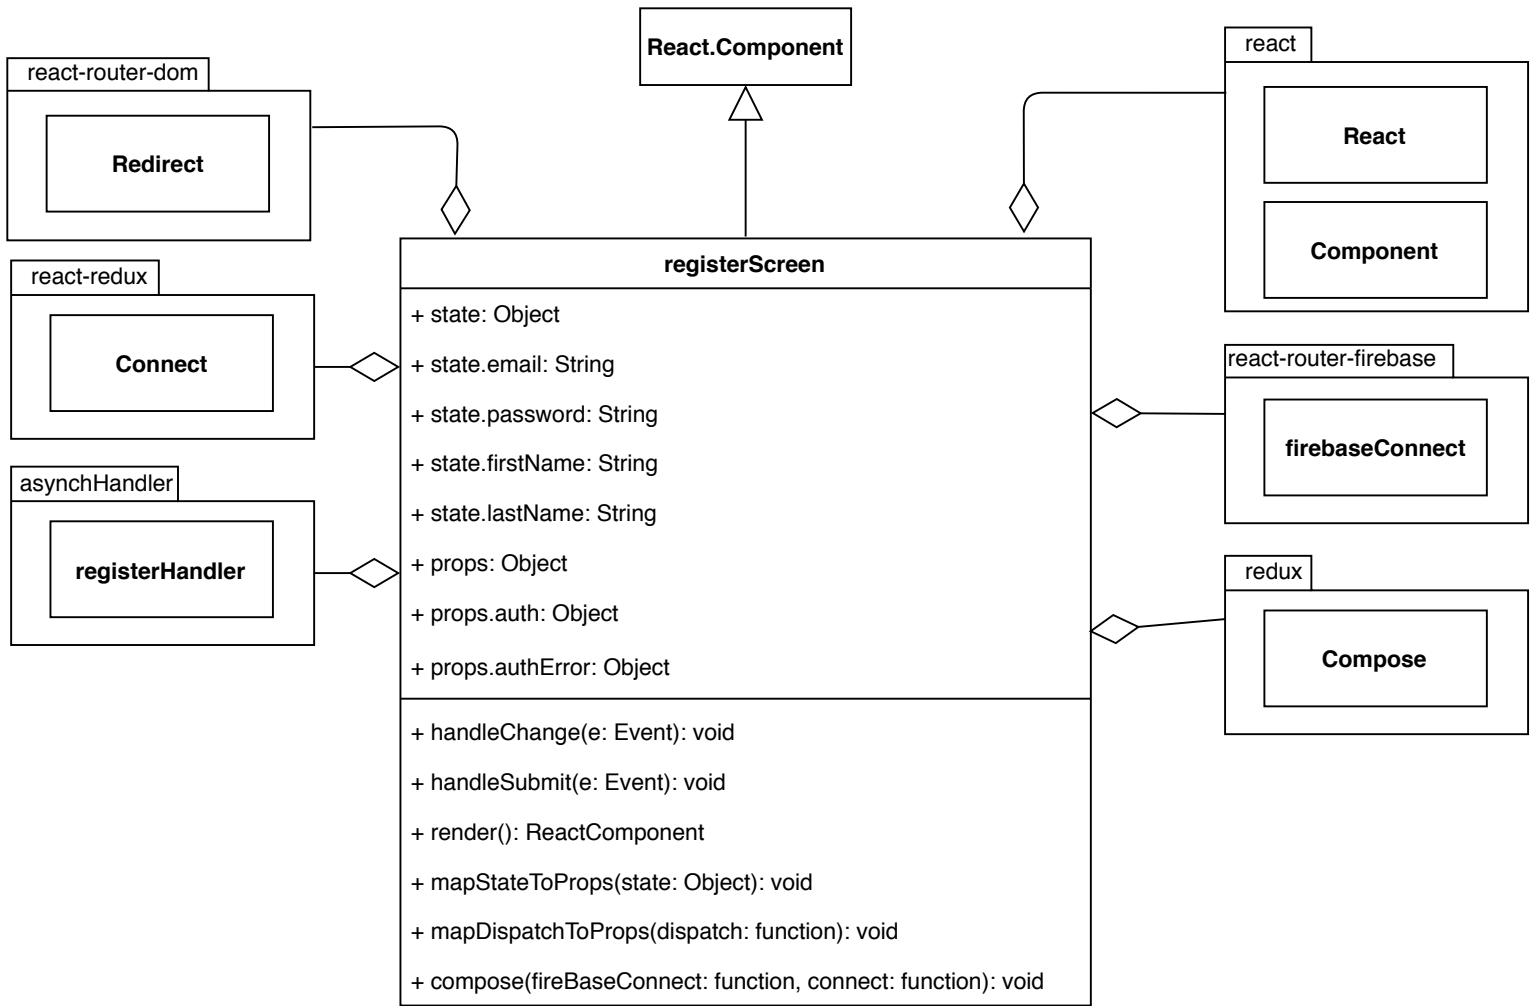 React.Component
react
React
Component
react-router-dom
Redirect
react-redux
Connect
asynchHandler
registerHandler
registerScreen
+ state: Object
+ state.email: String
+ state.password: String
+ state.firstName: String
+ state.lastName: String
+ props: Object
+ props.auth: Object
+ props.authError: Object
+ handleChange(e: Event): void
+ handleSubmit(e: Event): void
+ render(): ReactComponent
+ mapStateToProps(state: Object): void
+ mapDispatchToProps(dispatch: function): void
+ compose(fireBaseConnect: function, connect: function): void
react-router-firebase
firebaseConnect
redux
Compose